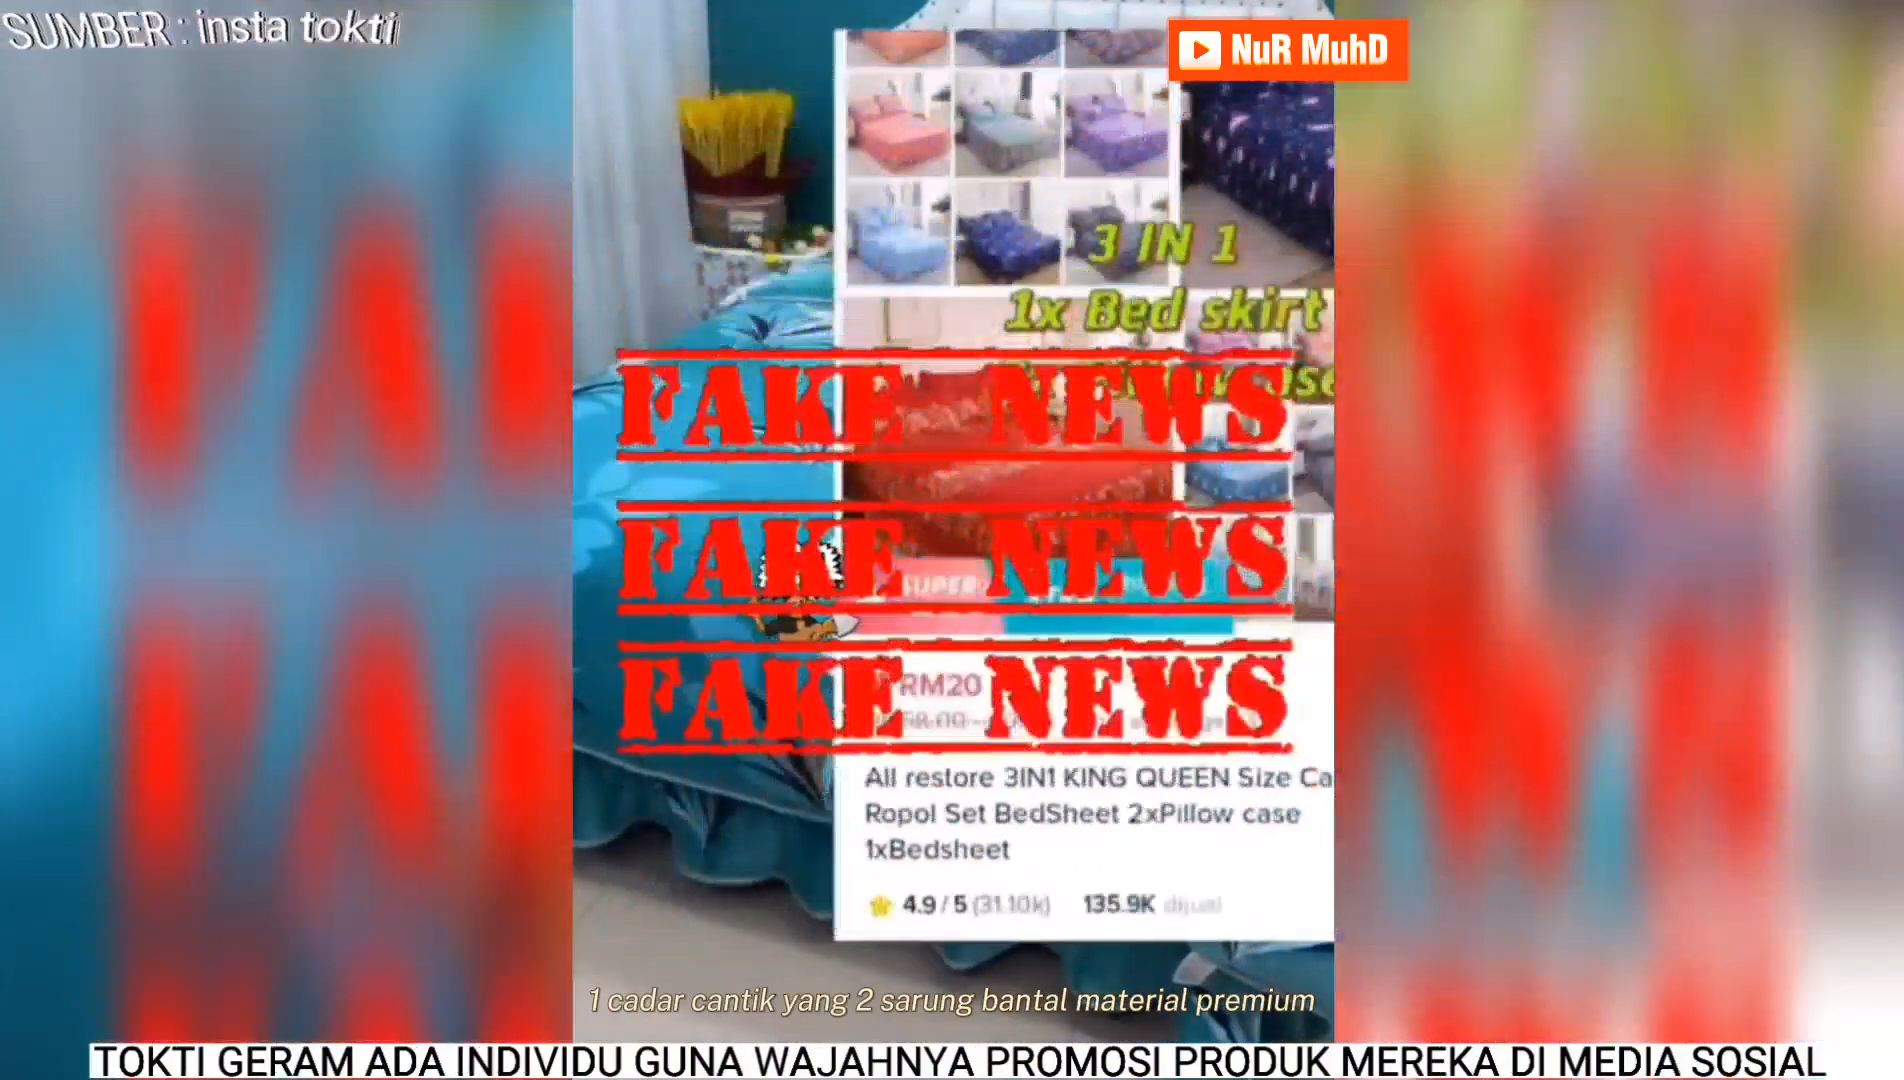 SUMBER : insta tokti
NuR MuhD
3 IN 1
1x Bed skirt
FAKE NEWS
FAKE NEWS
FAKE NEWS
RM20
All restore 3IN1 KING QUEEN Size Ca
Ropol Set BedSheet 2xPillow case
1xBedsheet
4.9 / 5 (31.10k) 135.9K dijual
1 cadar cantik yang 2 sarung bantal material premium
TOKTI GERAM ADA INDIVIDU GUNA WAJAHNYA PROMOSI PRODUK MEREKA DI MEDIA SOSIAL